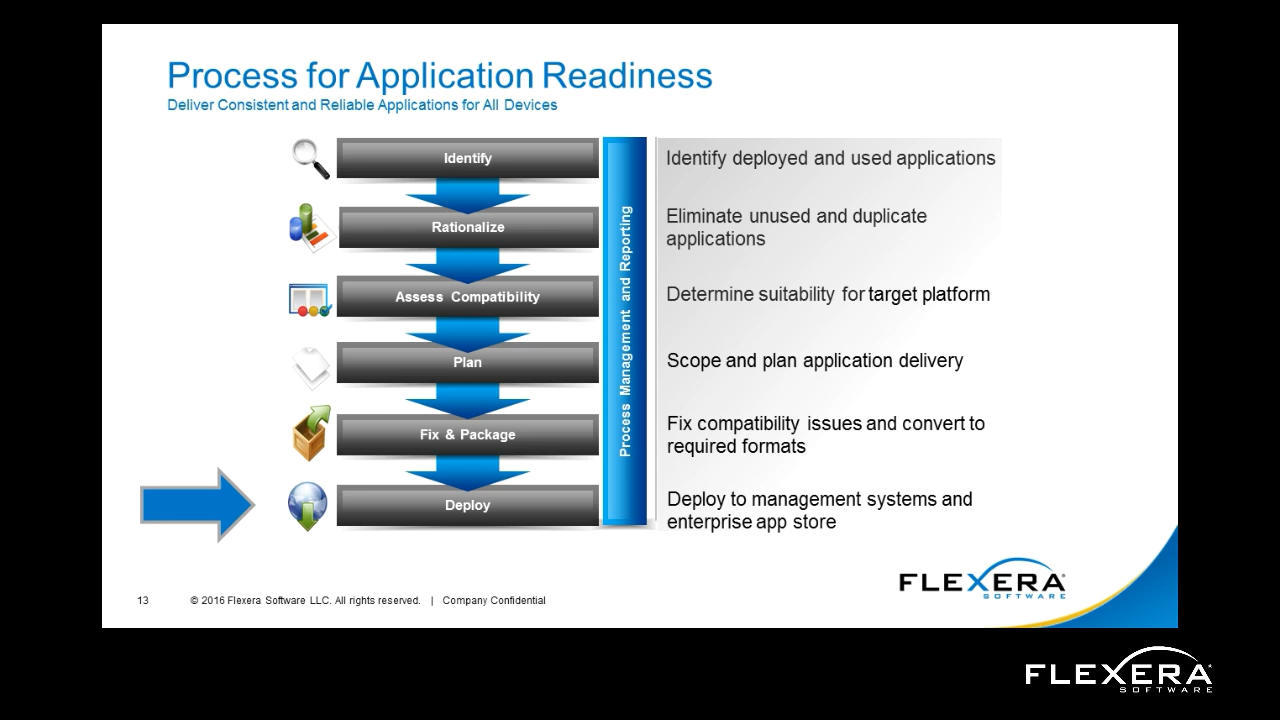 Process for Application Readiness
Deliver Consistent and Reliable Applications for All Devices
Identify
Identify deployed and used applications
Rationalize
Eliminate unused and duplicate
applications
Assess Compatibility
Determine suitability for target platform
Plan
Scope and plan application delivery
Fix & Package
Fix compatibility issues and convert to
required formats
Deploy
Deploy to management systems and
enterprise app store
Process Management and Reporting
FLEXERA
SOFTWARE
13 © 2016 Flexera Software LLC. All rights reserved. | Company Confidential
FLEXERA
SOFTWARE